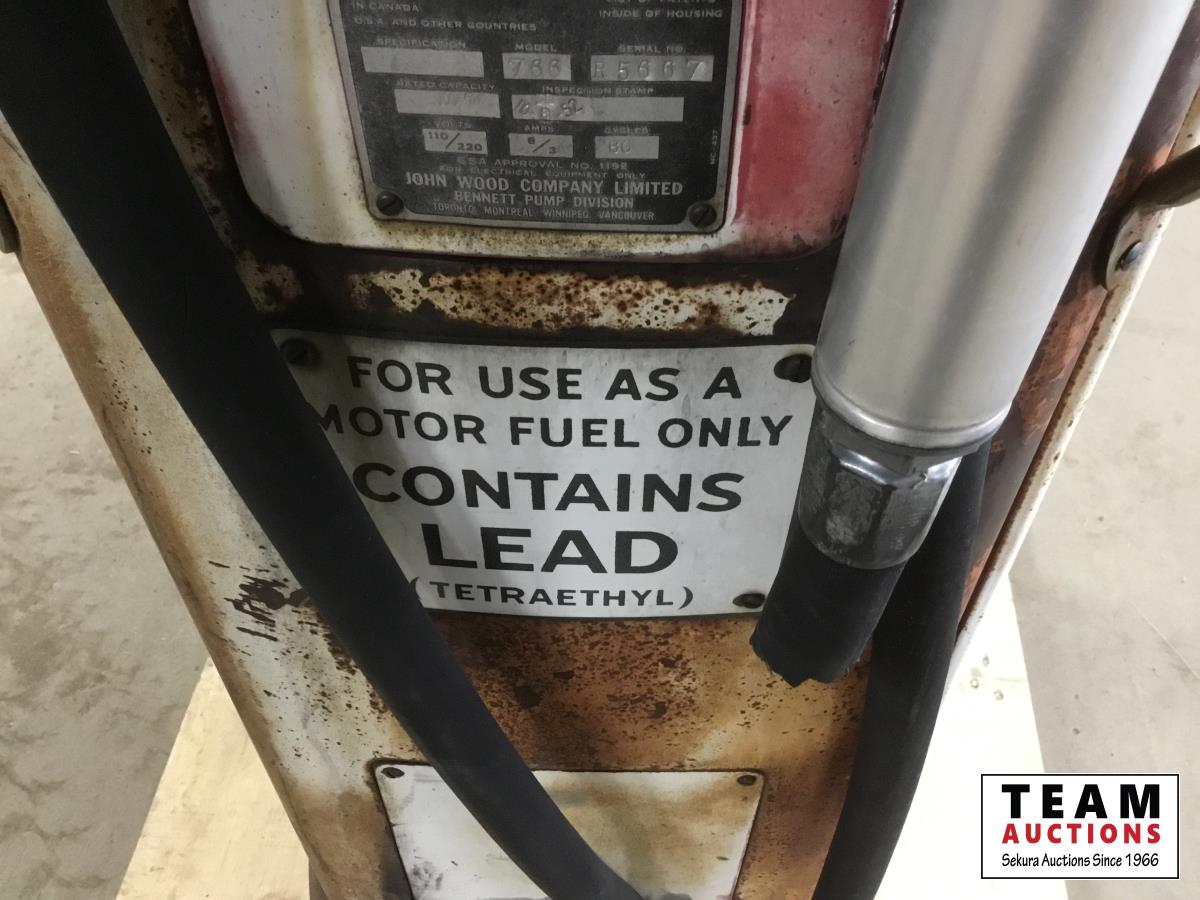 IN CANADA
U.S.A. AND OTHER COUNTRIES
INSIDE OF HOUSING
SPECIFICATION MODEL SERIAL NO.
766 R5667
RATED CAPACITY INSPECTION STAMP
VOLTS AMPS CYCLES
110/220 6/3 60
CSA APPROVAL NO. 1192
FOR ELECTRICAL EQUIPMENT ONLY
JOHN WOOD COMPANY LIMITED
BENNETT PUMP DIVISION
TORONTO MONTREAL WINNIPEG VANCOUVER
FOR USE AS A
MOTOR FUEL ONLY
CONTAINS
LEAD
(TETRAETHYL)
TEAM
AUCTIONS
Sekura Auctions Since 1966